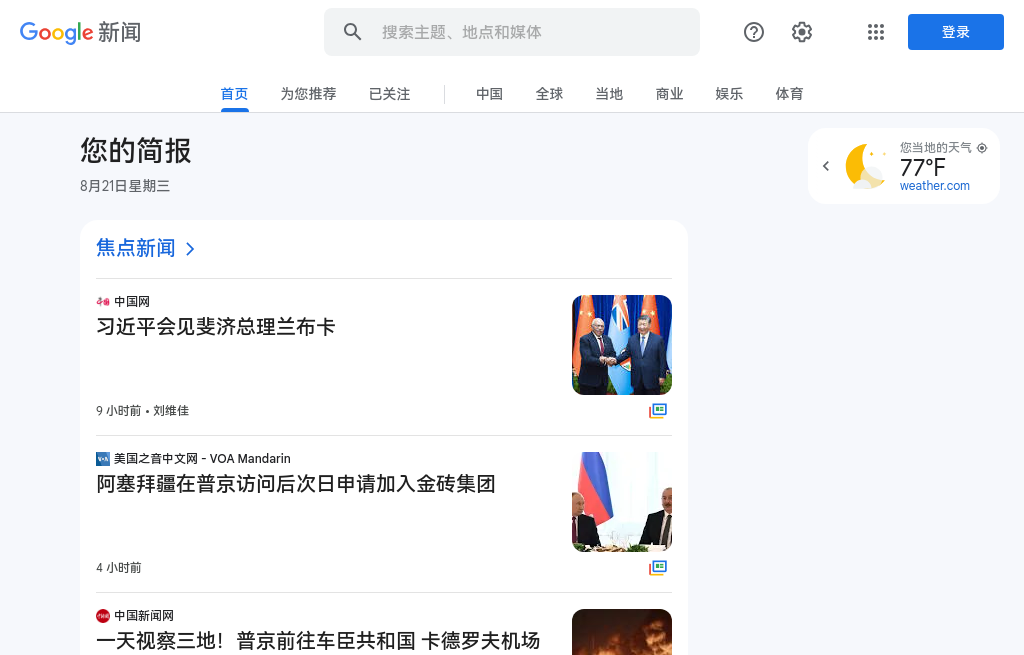 Google 新闻
搜索主题、地点和媒体
登录
首页
为您推荐
已关注
中国
全球
当地
商业
娱乐
体育
您的简报
8月21日星期三
您当地的天气
77°F
weather.com
焦点新闻
中国网
习近平会见斐济总理兰布卡
9 小时前 • 刘维佳
美国之音中文网 - VOA Mandarin
阿塞拜疆在普京访问后次日申请加入金砖集团
4 小时前
中国新闻网
一天视察三地！普京前往车臣共和国 卡德罗夫机场